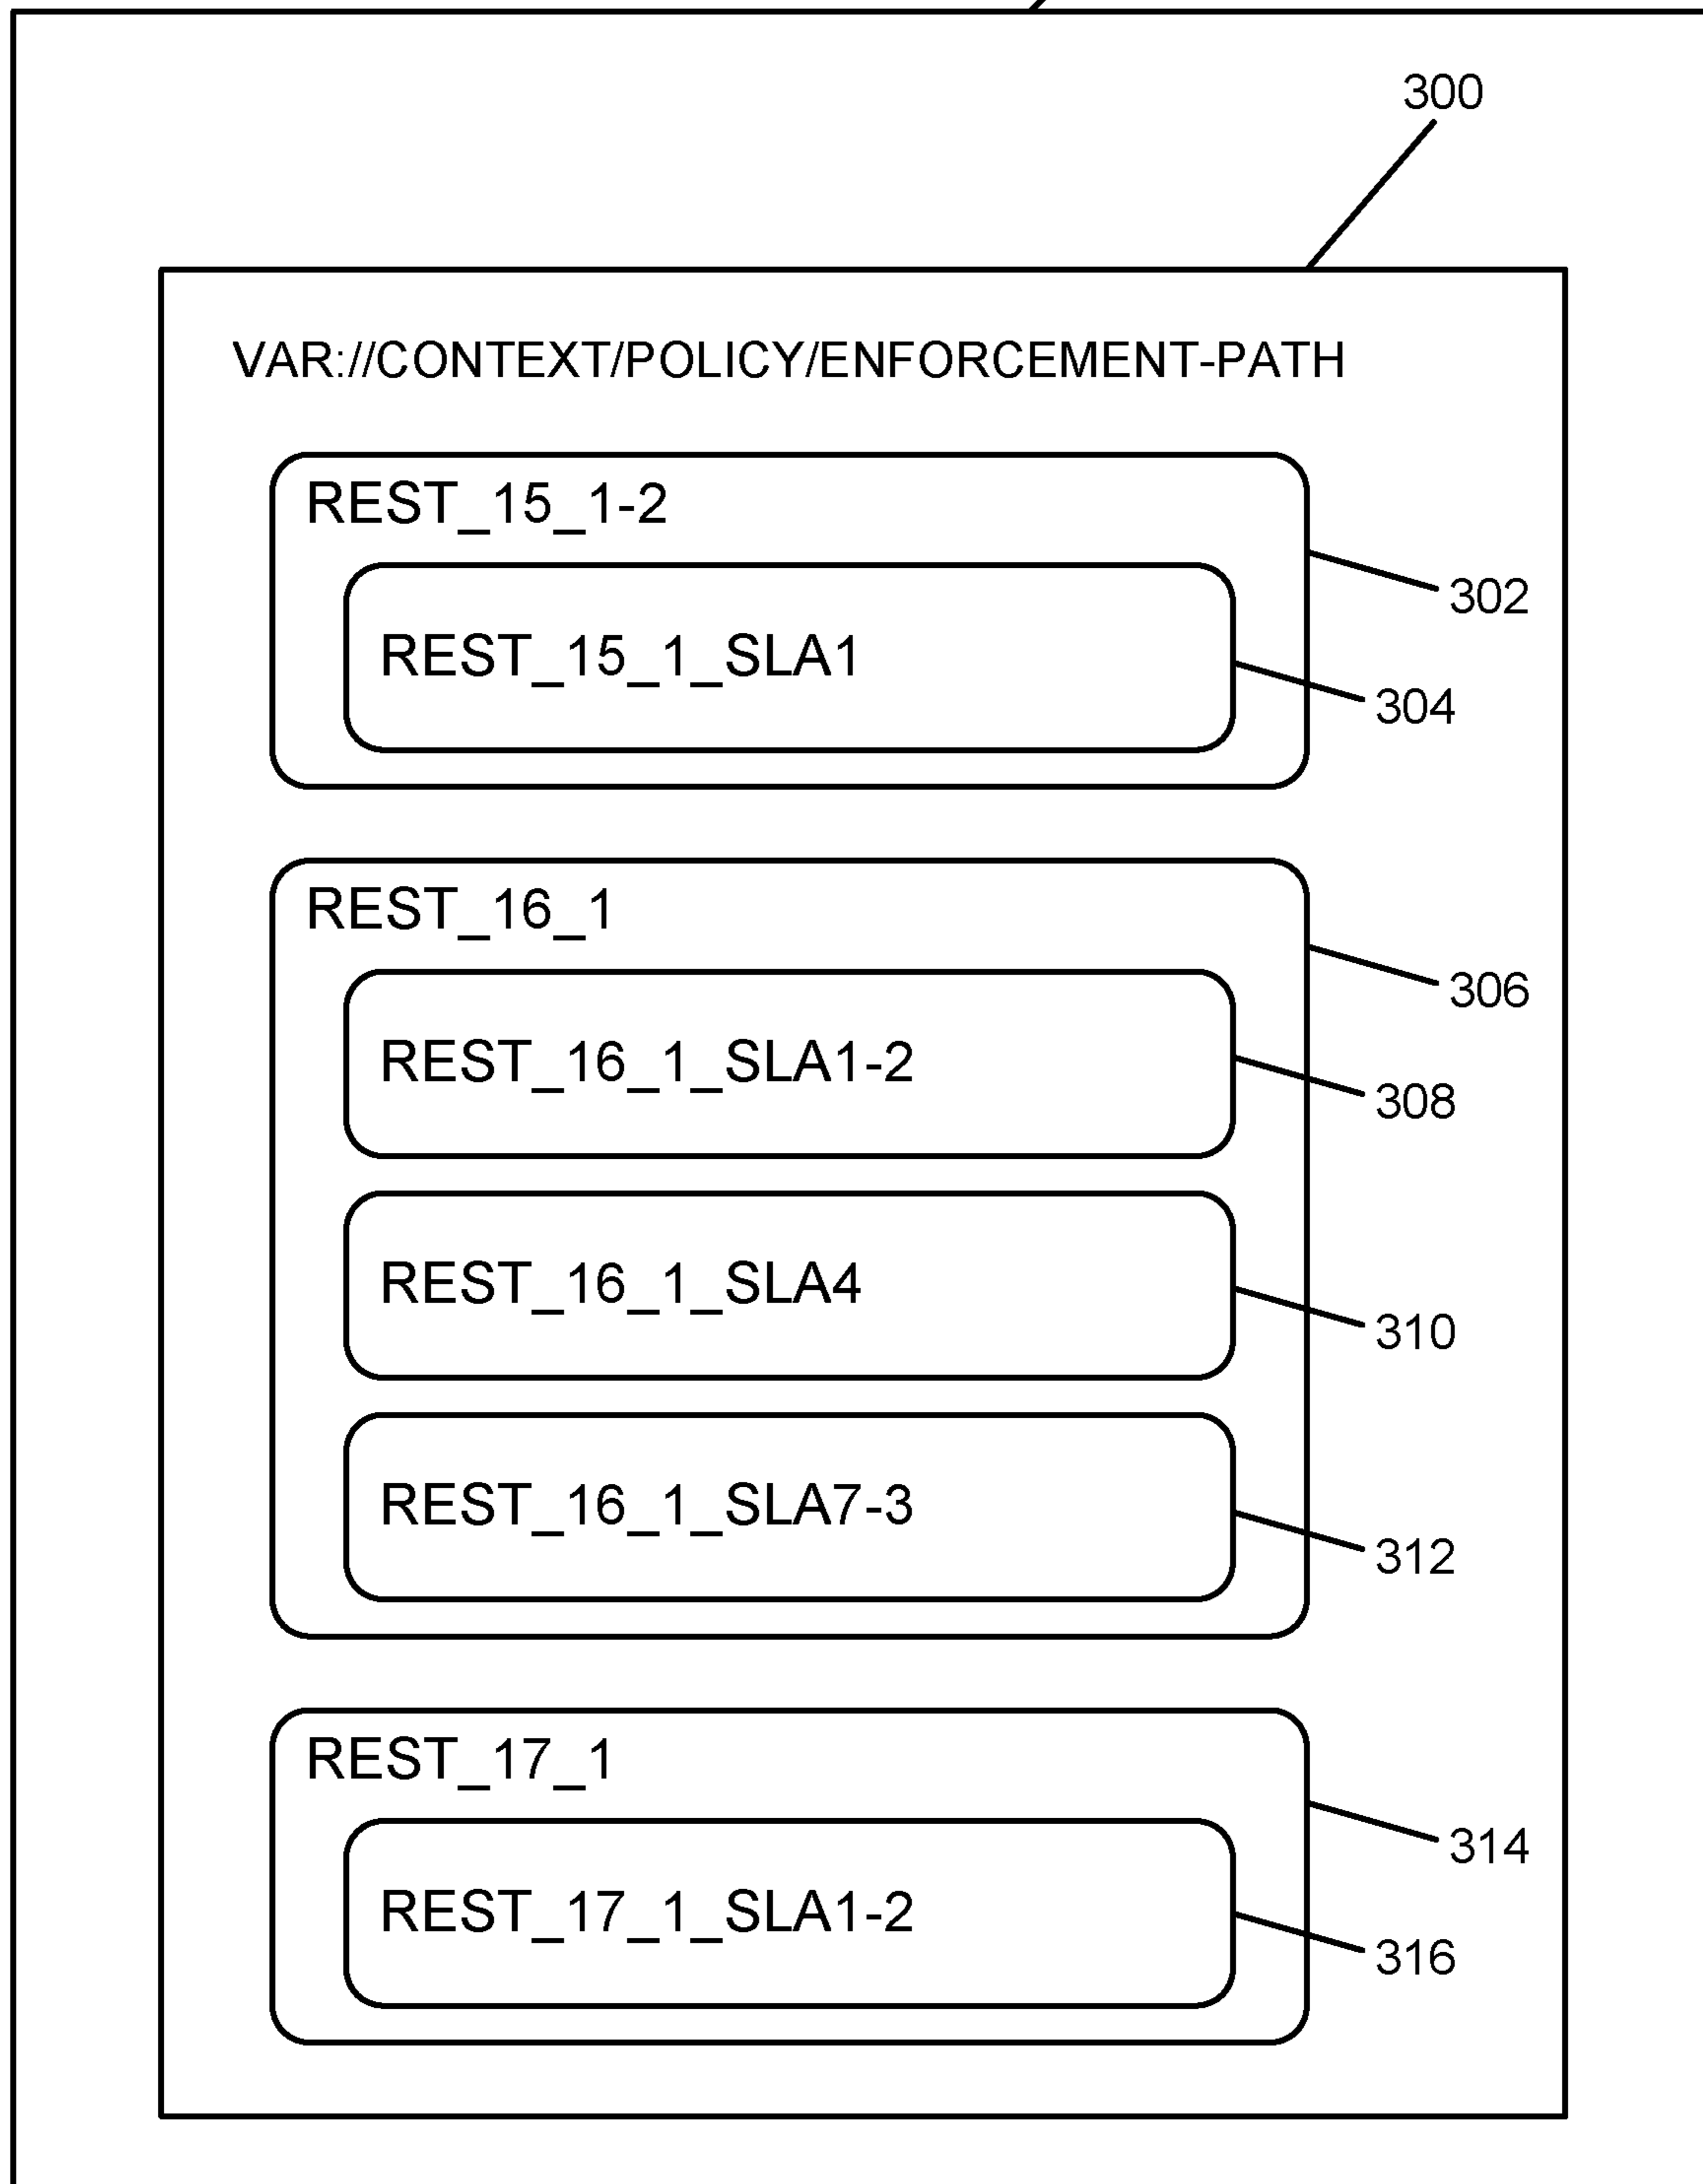 300
VAR://CONTEXT/POLICY/ENFORCEMENT-PATH
REST_15_1-2
302
REST_15_1_SLA1
304
REST_16_1
306
REST_16_1_SLA1-2
308
REST_16_1_SLA4
310
REST_16_1_SLA7-3
312
REST_17_1
314
REST_17_1_SLA1-2
316